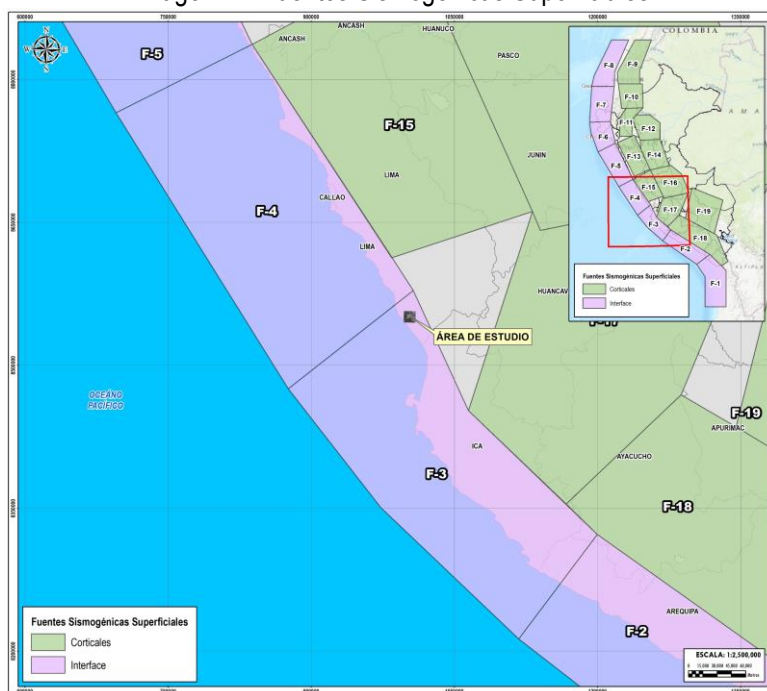 F-5
ANCASH
ANCASH
HUANUCO
PASCO
F-15
LIMA
JUNIN
F-4
CALLAO
LIMA
HUANCAV
ÁREA DE ESTUDIO
OCEÁNO
PACÍFICO
F-19
APURIMAC
ICA
AYACUCHO
F-3
F-18
AREQUIPA
F-2
Fuentes Sismogénicas Superficiales
Corticales
Interface
ESCALA: 1:2,500,000
COLOMBIA
F-8
F-9
F-7
F-10
F-11
F-12
F-6
F-13
F-14
F-5
F-15
F-16
F-4
F-17
F-19
F-3
F-18
F-2
F-1
Fuentes Sismogénicas Superficiales
Corticales
Interface